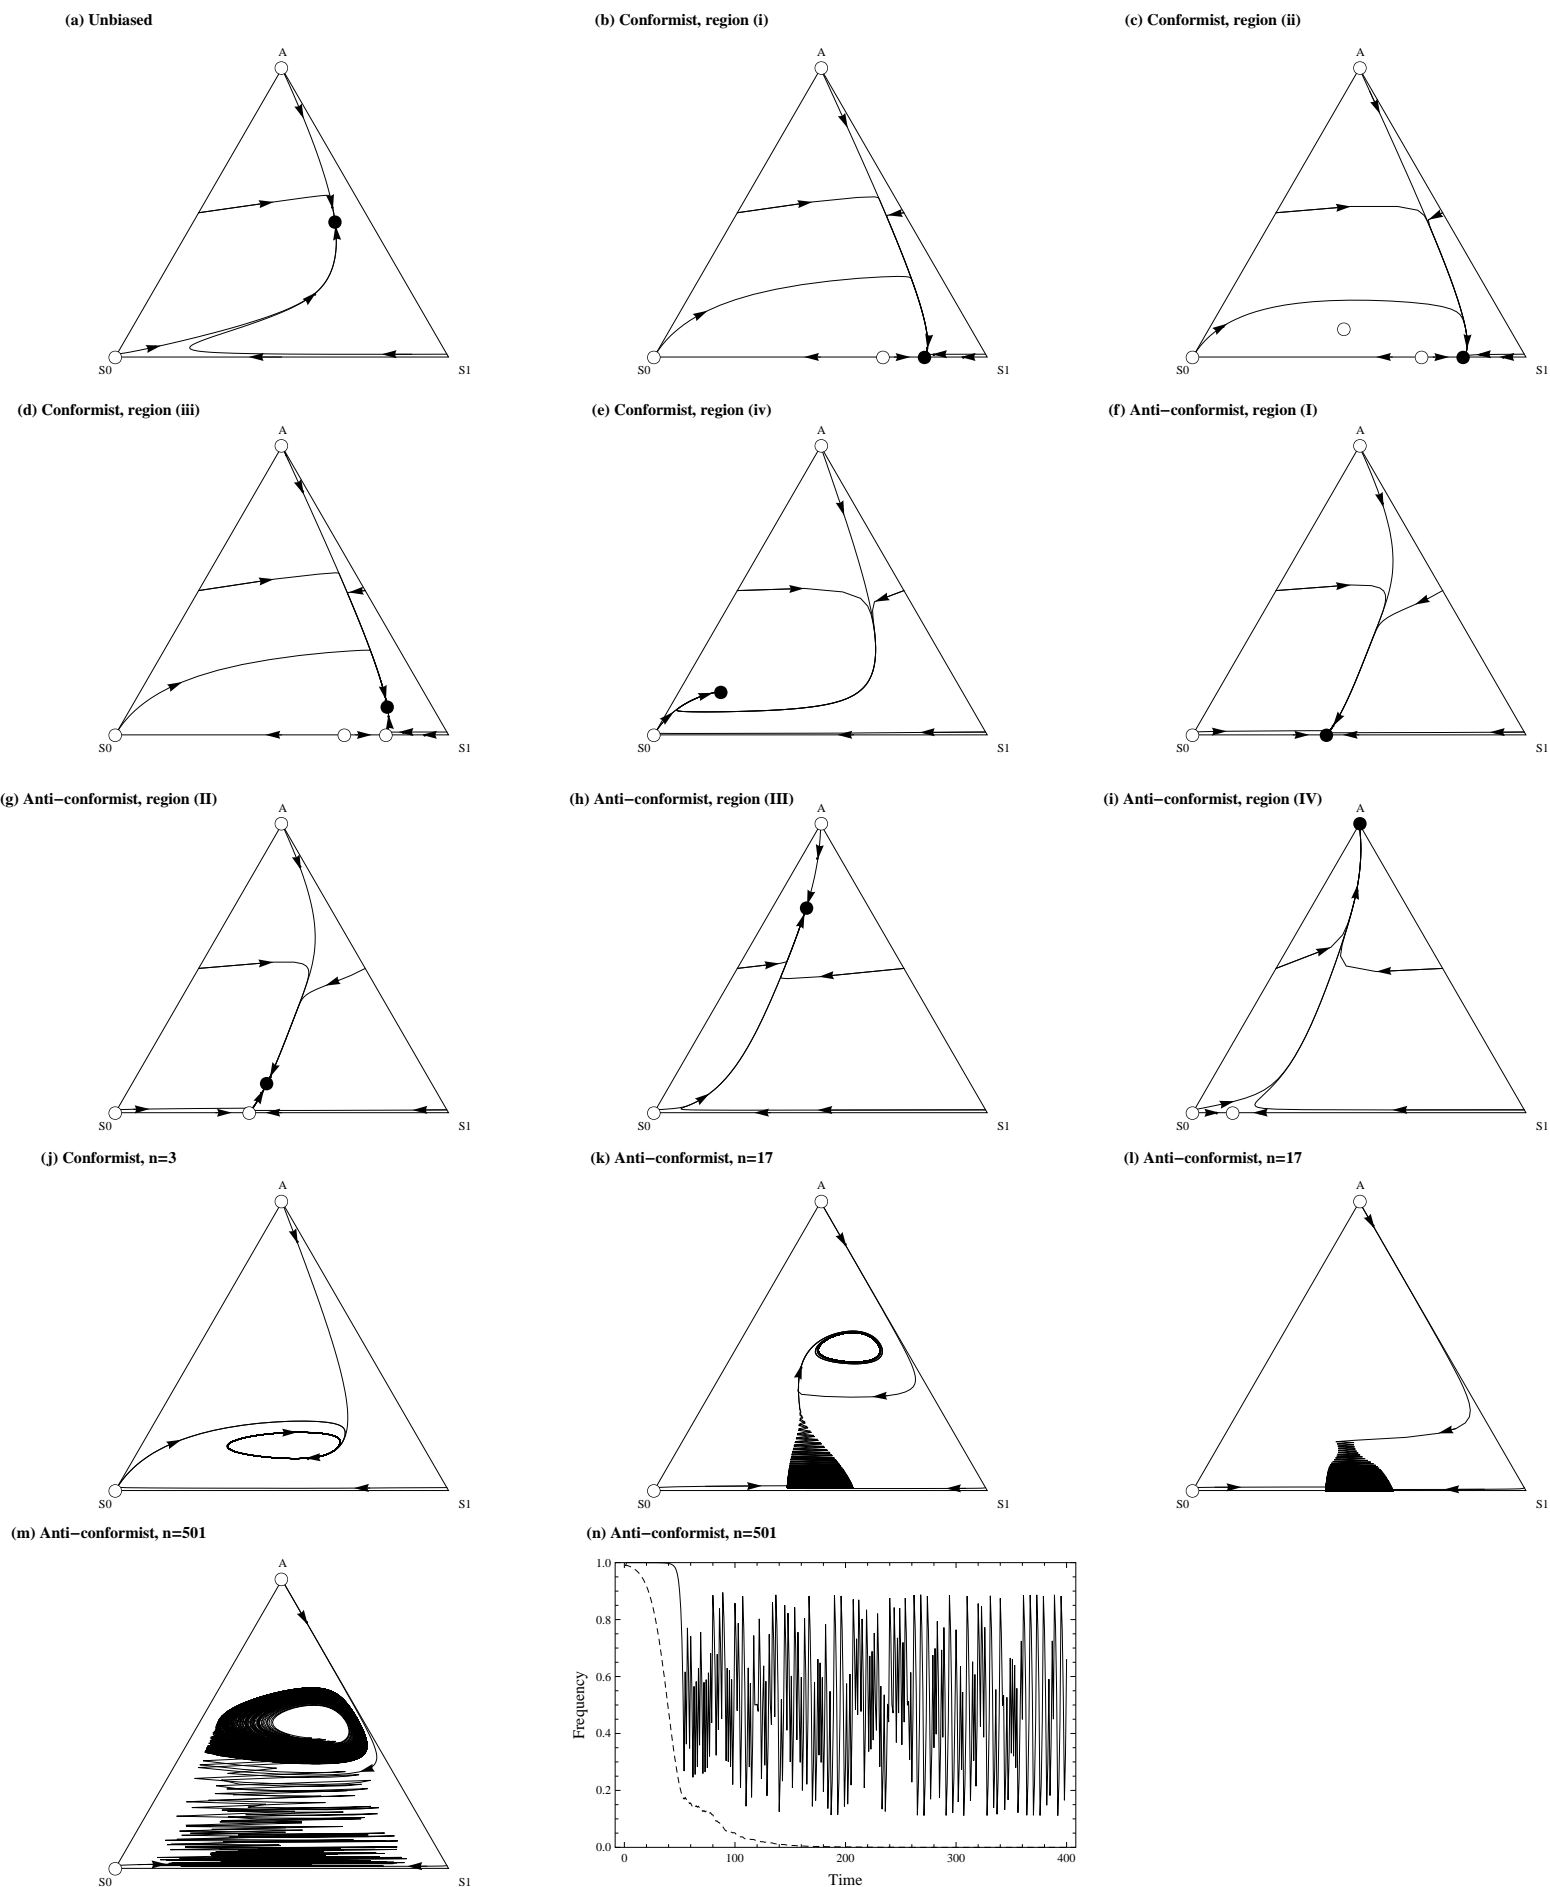 (a) Unbiased
(b) Conformist, region (i)
(c) Conformist, region (ii)
A
A
A
S0
S1
S0
S1
S0
S1
(d) Conformist, region (iii)
(e) Conformist, region (iv)
(f) Anti−conformist, region (I)
A
A
A
S0
S1
S0
S1
S0
S1
(g) Anti−conformist, region (II)
(h) Anti−conformist, region (III)
(i) Anti−conformist, region (IV)
A
A
A
S0
S1
S0
S1
S0
S1
(j) Conformist, n=3
(k) Anti−conformist, n=17
(l) Anti−conformist, n=17
A
A
A
S0
S1
S0
S1
S0
S1
(m) Anti−conformist, n=501
(n) Anti−conformist, n=501
A
S0
S1
1.0
0.8
0.6
0.4
0.2
0.0
Frequency
0
100
200
300
400
Time